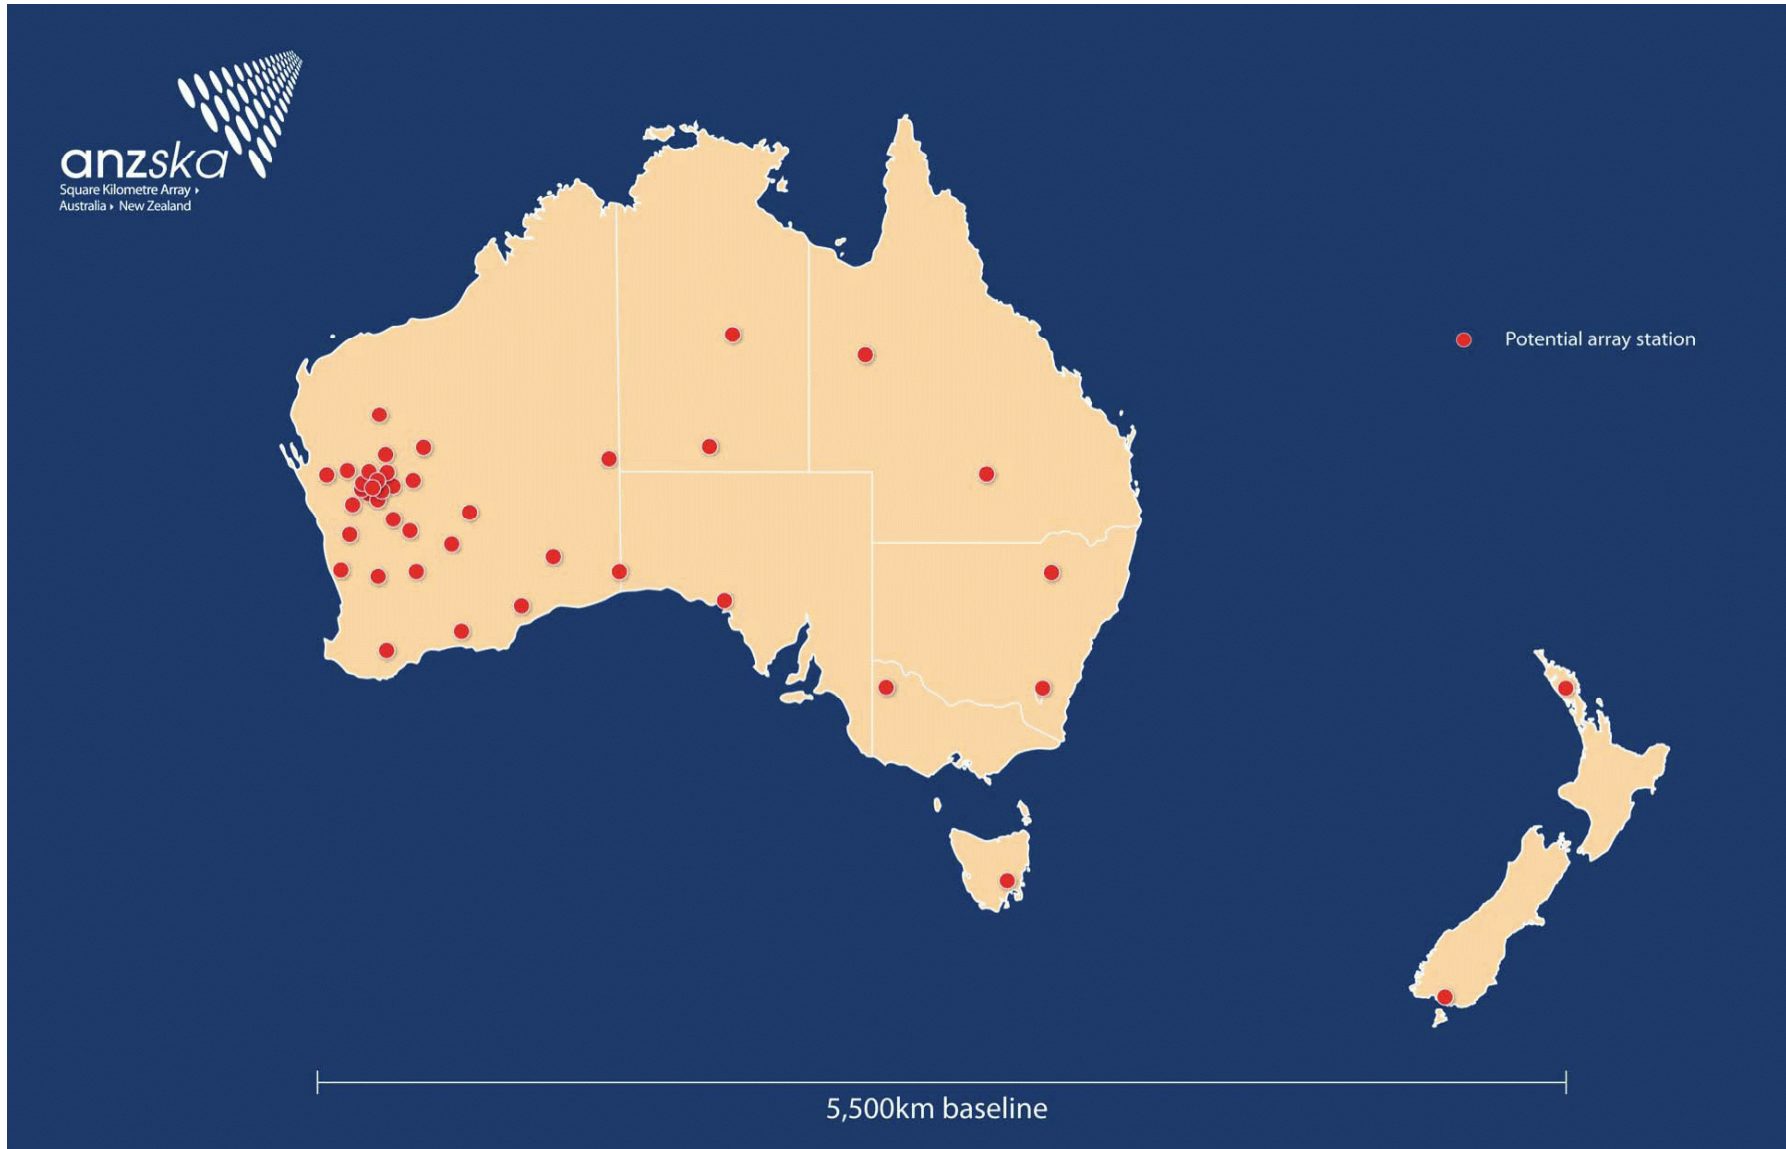 anzska
Square Kilometre Array ▸
Australia ▸ New Zealand
Potential array station
5,500km baseline